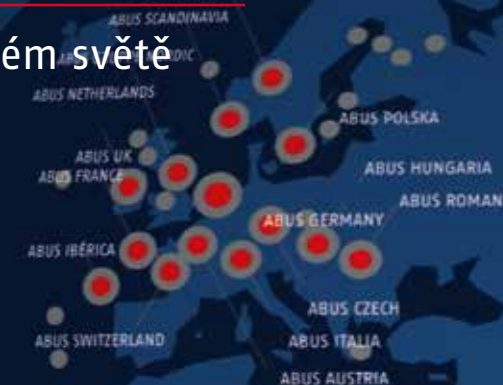 ABUS SCANDINAVIA
ém světě
ABUS NETHERLANDS
ABUS POLSKA
ABUS UK
ABUS FRANCE
ABUS HUNGARIA
ABUS ROMAN
ABUS GERMANY
ABUS IBÉRICA
ABUS CZECH
ABUS SWITZERLAND
ABUS ITALIA
ABUS AUSTRIA